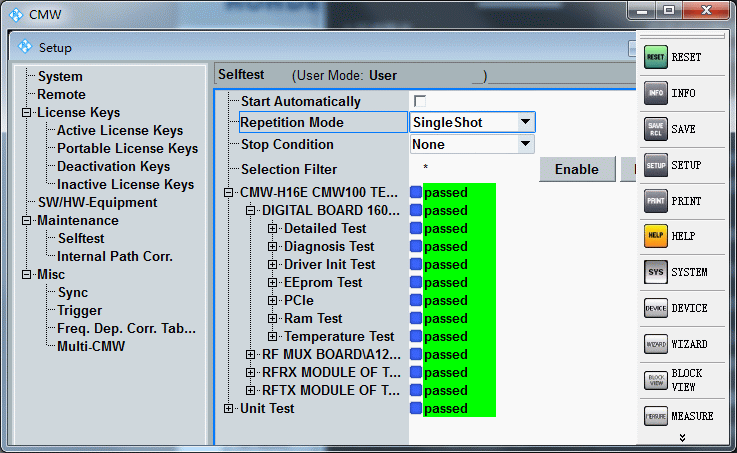 CMW
Setup
System
Remote
License Keys
Active License Keys
Portable License Keys
Deactivation Keys
Inactive License Keys
SW/HW-Equipment
Maintenance
Selftest
Internal Path Corr.
Misc
Sync
Trigger
Freq. Dep. Corr. Tab...
Multi-CMW
Selftest (User Mode: User )
Start Automatically
Repetition Mode SingleShot
Stop Condition None
Selection Filter * Enable
CMW-H16E CMW100 TE... passed
DIGITAL BOARD 160... passed
Detailed Test passed
Diagnosis Test passed
Driver Init Test passed
EEprom Test passed
PCIe passed
Ram Test passed
Temperature Test passed
RF MUX BOARD\A12... passed
RFRX MODULE OF T... passed
RFTX MODULE OF T... passed
Unit Test passed
RESET RESET
INFO INFO
SAVE
RCL SAVE
SETUP SETUP
PRINT PRINT
HELP HELP
SYS SYSTEM
DEVICE DEVICE
WIZARD WIZARD
BLOCK
VIEW BLOCK
VIEW
MEASURE MEASURE